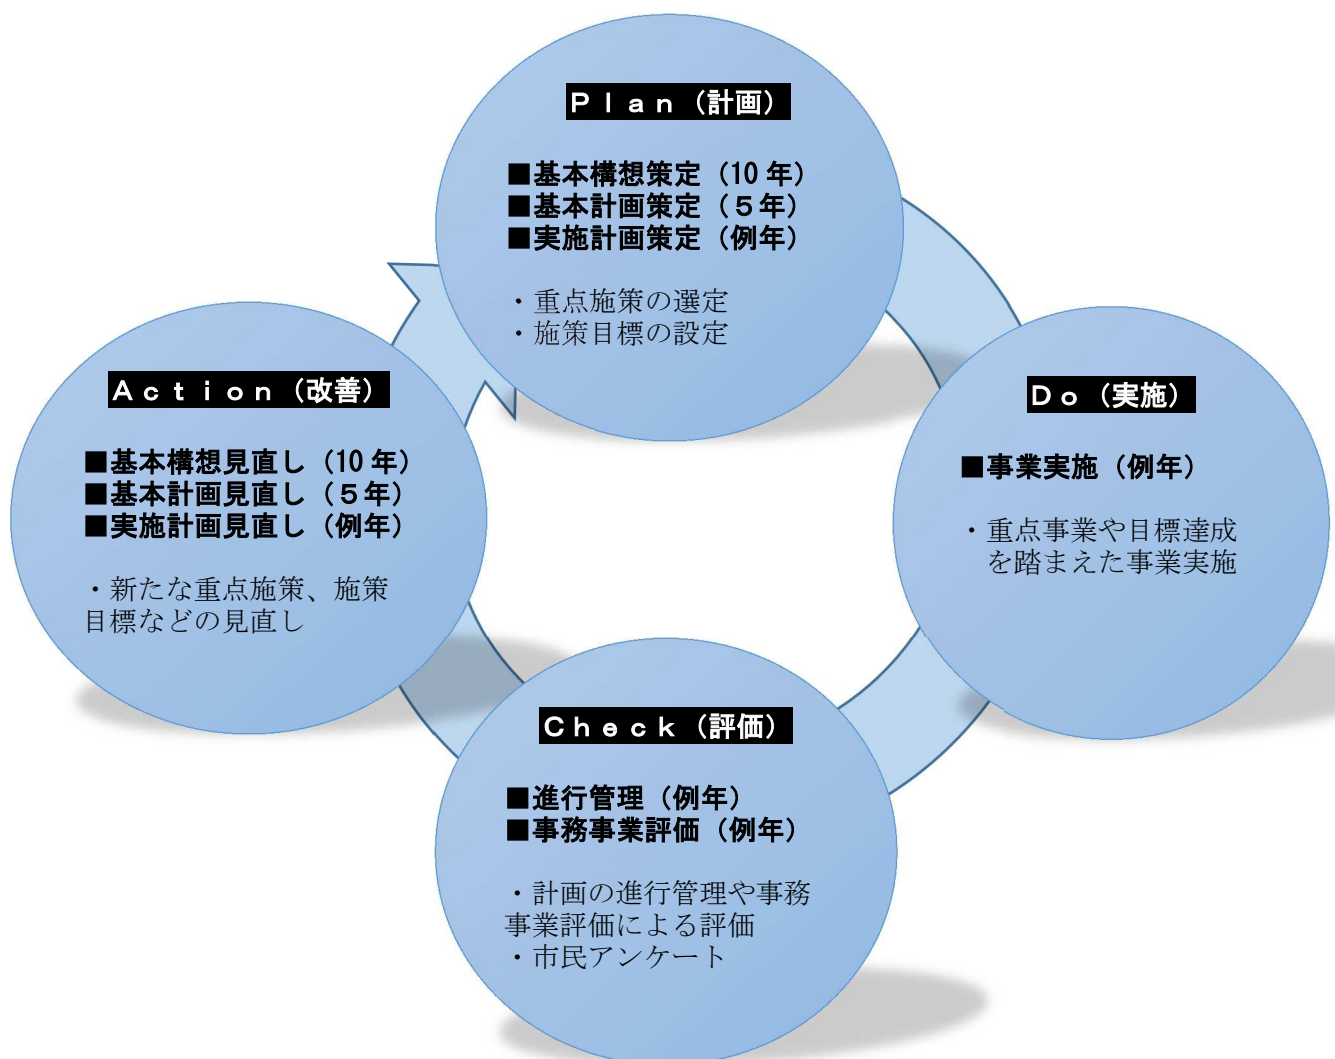 Ｐｌａｎ（計画）
■基本構想策定（10 年）
■基本計画策定（５年）
■実施計画策定（例年）
・重点施策の選定
・施策目標の設定
Ｄｏ（実施）
■事業実施（例年）
・重点事業や目標達成
を踏まえた事業実施
Ｃｈｅｃｋ（評価）
■進行管理（例年）
■事務事業評価（例年）
・計画の進行管理や事務
事業評価による評価
・市民アンケート
Ａｃｔｉｏｎ（改善）
■基本構想見直し（10 年）
■基本計画見直し（５年）
■実施計画見直し（例年）
・新たな重点施策、施策
目標などの見直し